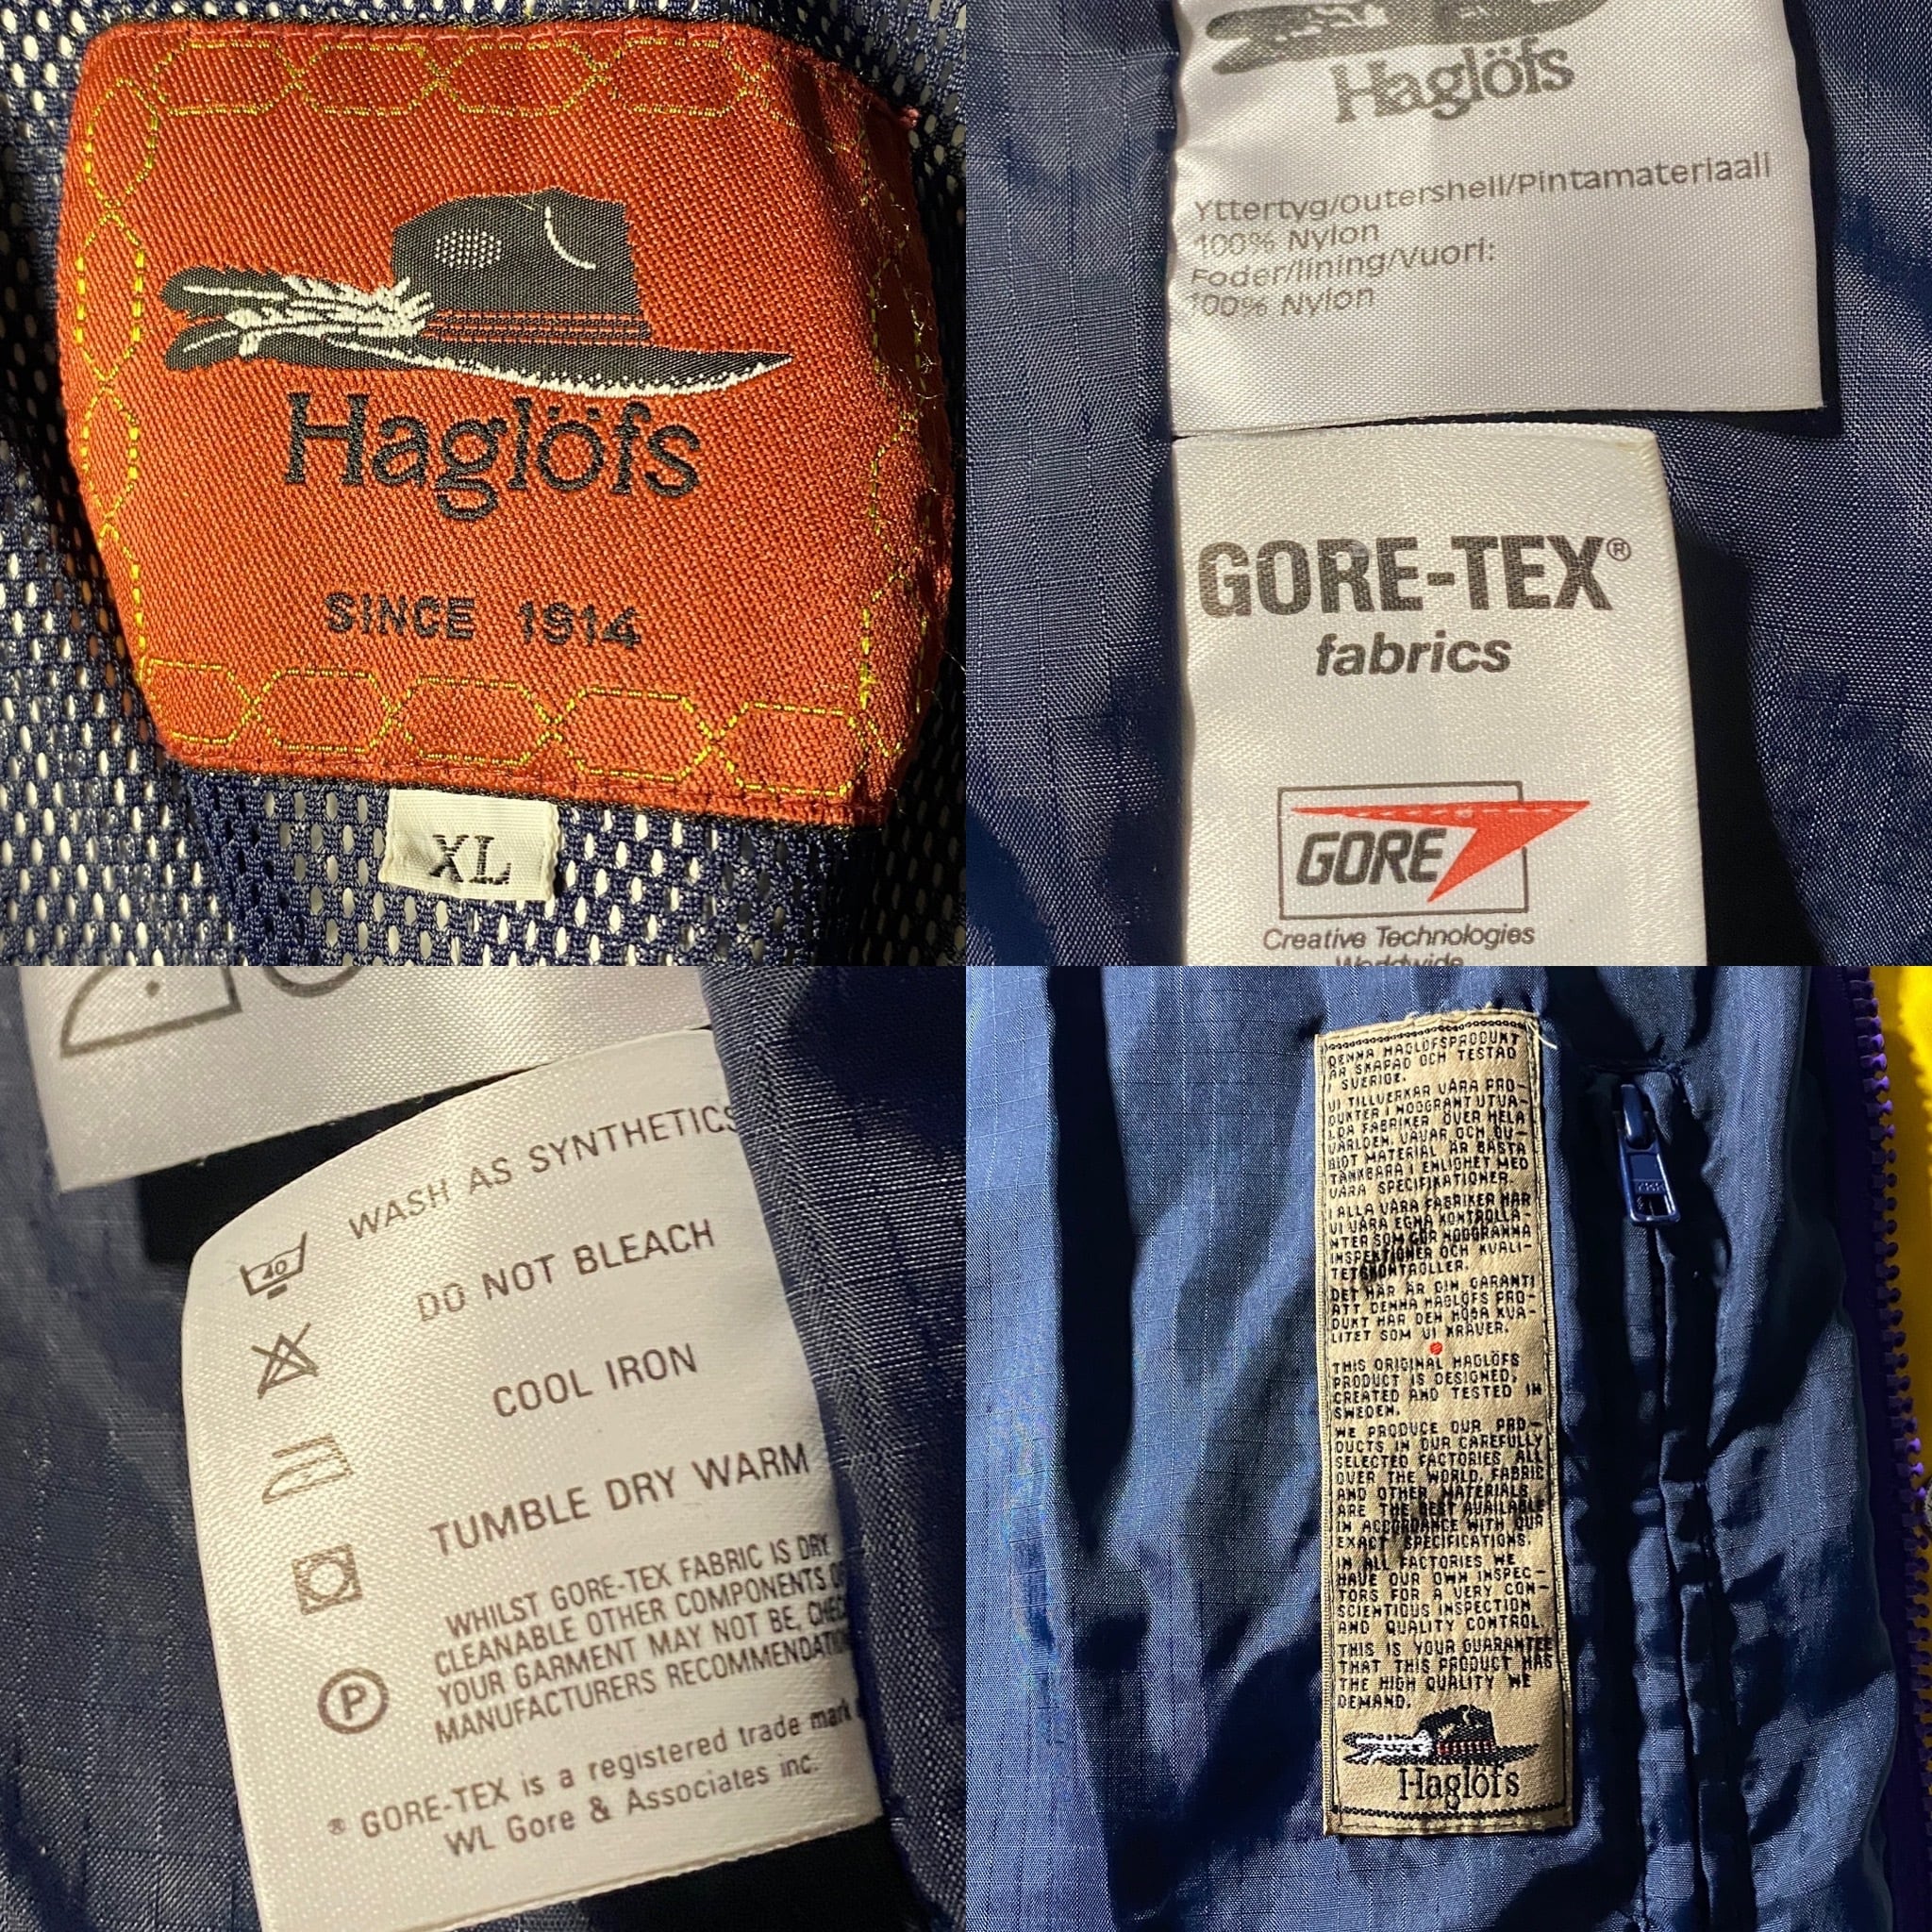 Haglöfs
SINCE 1914
XL
Haglöfs
Yttertyg/outershell/Pintamateriaali
100% Nylon
Foder/lining/Vuori:
100% Nylon
GORE-TEX®
fabrics
GORE
Creative Technologies
Worldwide
40
WASH AS SYNTHETICS
DO NOT BLEACH
COOL IRON
TUMBLE DRY WARM
P
WHILST GORE-TEX FABRIC IS DRY
CLEANABLE OTHER COMPONENTS
YOUR GARMENT MAY NOT BE,
MANUFACTURERS
® GORE-TEX is a registered trade mark
WL Gore & Associates inc.
DENNA HAGLÖFSPRODUKT
ÄR SKAPAD OCH TESTAD
I SVERIGE.
VI TILLVERKAR VÅRA PRO-
DUKTER I NOGGRANT UTVA-
LDA FABRIKER ÖVER HELA
VÄRLDEN. VÄVAR OCH ÖV-
RIGT MATERIAL ÄR BÄSTA
TÄNKBARA I ENLIGHET MED
VÅRA SPECIFIKATIONER.
I ALLA VÅRA FABRIKER HAR
VI VÅRA EGNA KONTROLLA-
NTER SOM GÖR NOGGRANNA
INSPEKTIONER OCH KVALI-
TETSKONTROLLER.
DET HÄR ÄR DIN GARANTI
ATT DENNA HAGLÖFS PRO-
DUKT HAR DEN HÖGA KVA-
LITET SOM VI KRÄVER.
THIS ORIGINAL HAGLÖFS
PRODUCT IS DESIGNED,
CREATED AND TESTED IN
SWEDEN.
WE PRODUCE OUR PRO-
DUCTS IN OUR CAREFULLY
SELECTED FACTORIES ALL
OVER THE WORLD. FABRIC
AND OTHER MATERIALS
ARE THE BEST AVAILABLE
IN ACCORDANCE WITH OUR
EXACT SPECIFICATIONS.
IN ALL FACTORIES WE
HAVE OUR OWN INSPEC-
TORS FOR A VERY CON-
SCIENTIOUS INSPECTION
AND QUALITY CONTROL.
THIS IS YOUR GUARANTEE
THAT THIS PRODUCT HAS
THE HIGH QUALITY WE
DEMAND.
Haglöfs